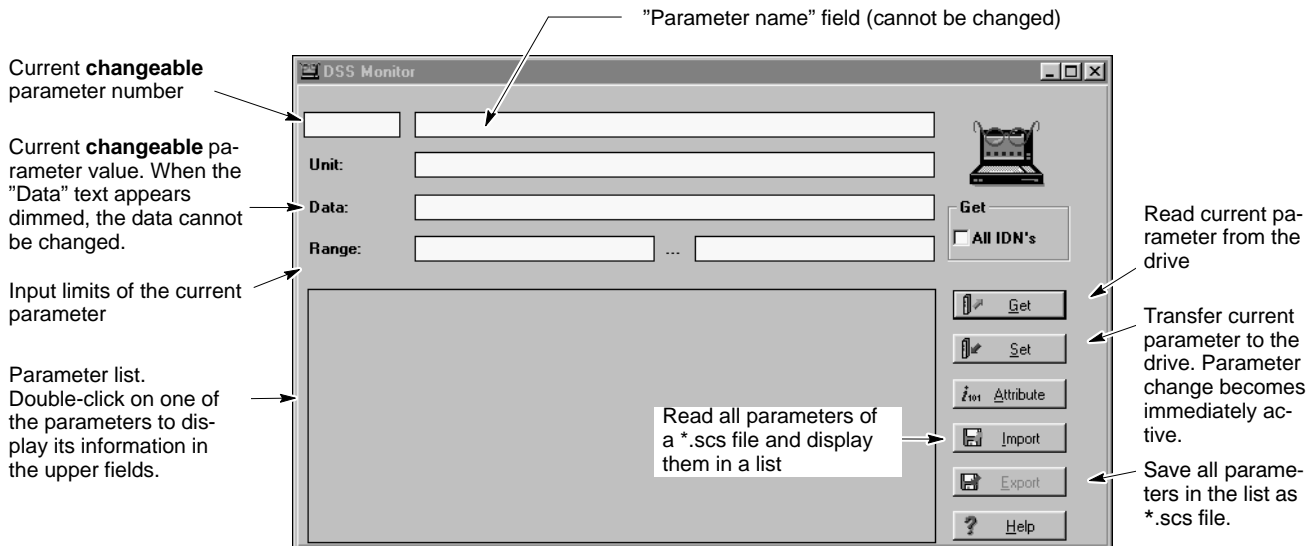 "Parameter name" field (cannot be changed)
Current changeable
parameter number
Current changeable pa-
rameter value. When the
"Data" text appears
dimmed, the data cannot
be changed.
Input limits of the current
parameter
Parameter list.
Double-click on one of
the parameters to dis-
play its information in
the upper fields.
DSS Monitor
Unit:
Data:
Range:
...
Get
All IDN's
Get
Set
i101 Attribute
Import
Export
? Help
Read all parameters of
a *.scs file and display
them in a list
Read current pa-
rameter from the
drive
Transfer current
parameter to the
drive. Parameter
change becomes
immediately ac-
tive.
Save all parame-
ters in the list as
*.scs file.